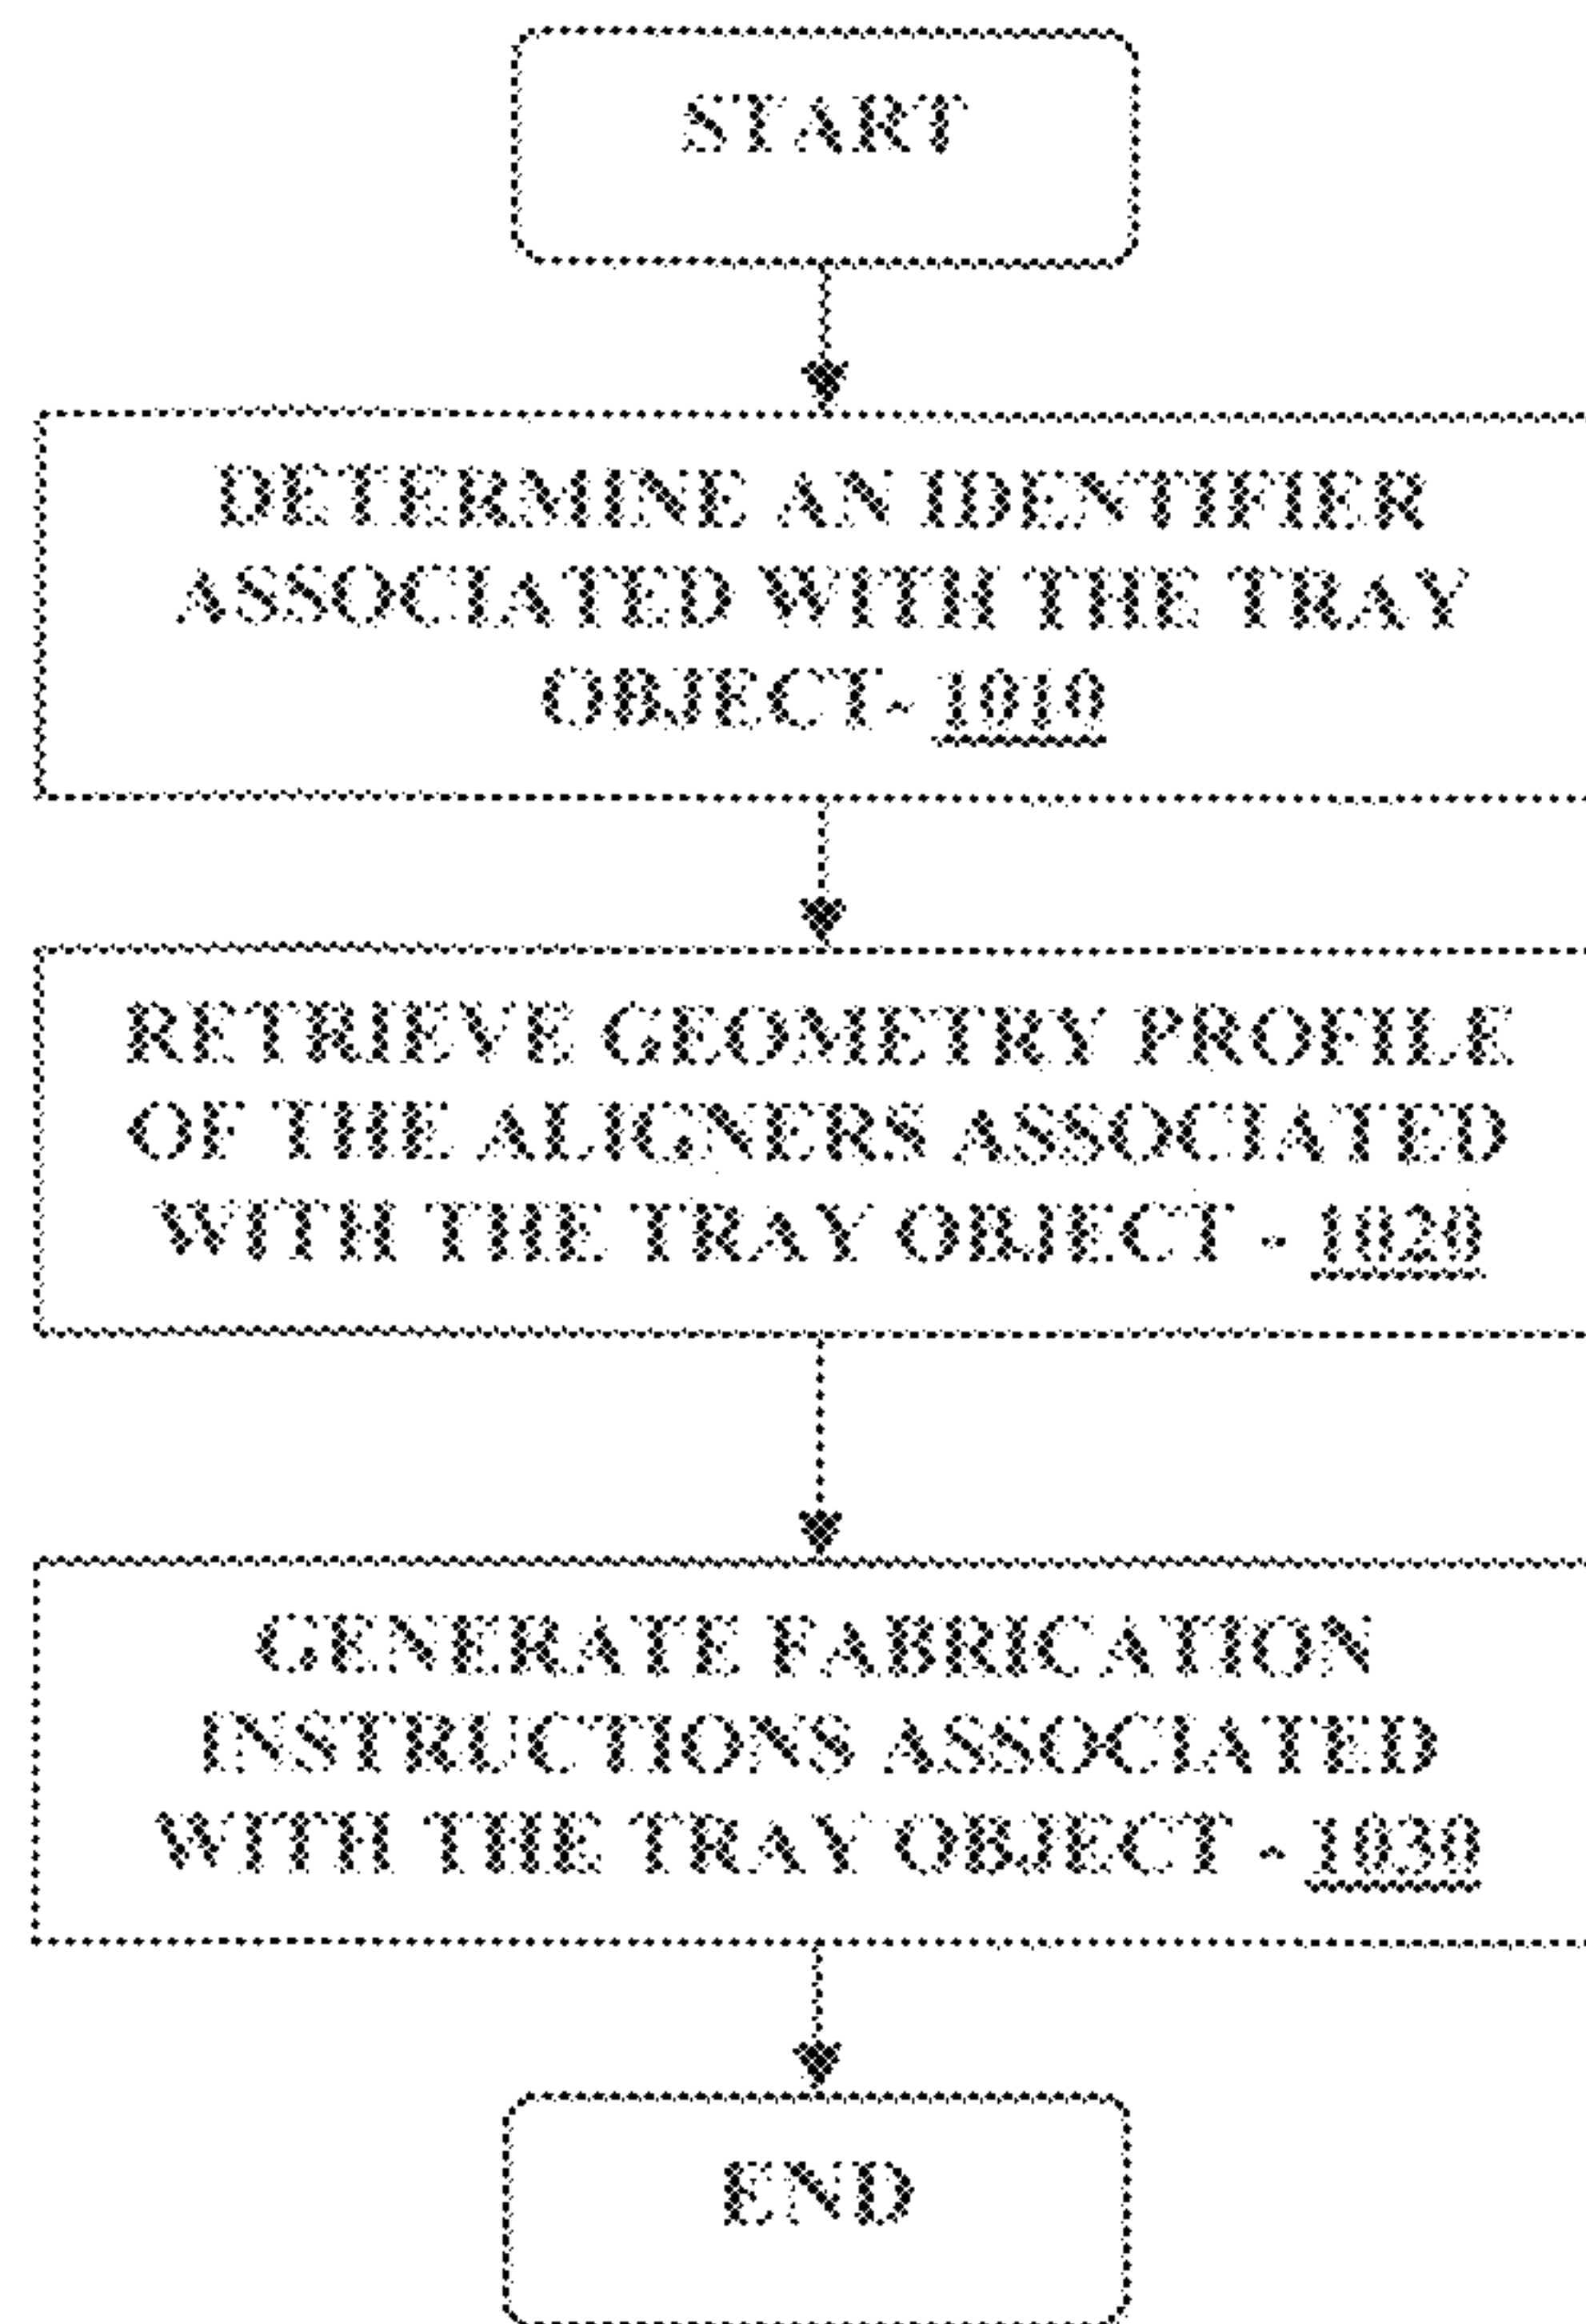 START
DETERMINE AN IDENTIFIER
ASSOCIATED WITH THE TRAY
OBJECT- 1010
RETRIEVE GEOMETRY PROFILE
OF THE ALIGNERS ASSOCIATED
WITH THE TRAY OBJECT - 1020
GENERATE FABRICATION
INSTRUCTIONS ASSOCIATED
WITH THE TRAY OBJECT - 1030
END